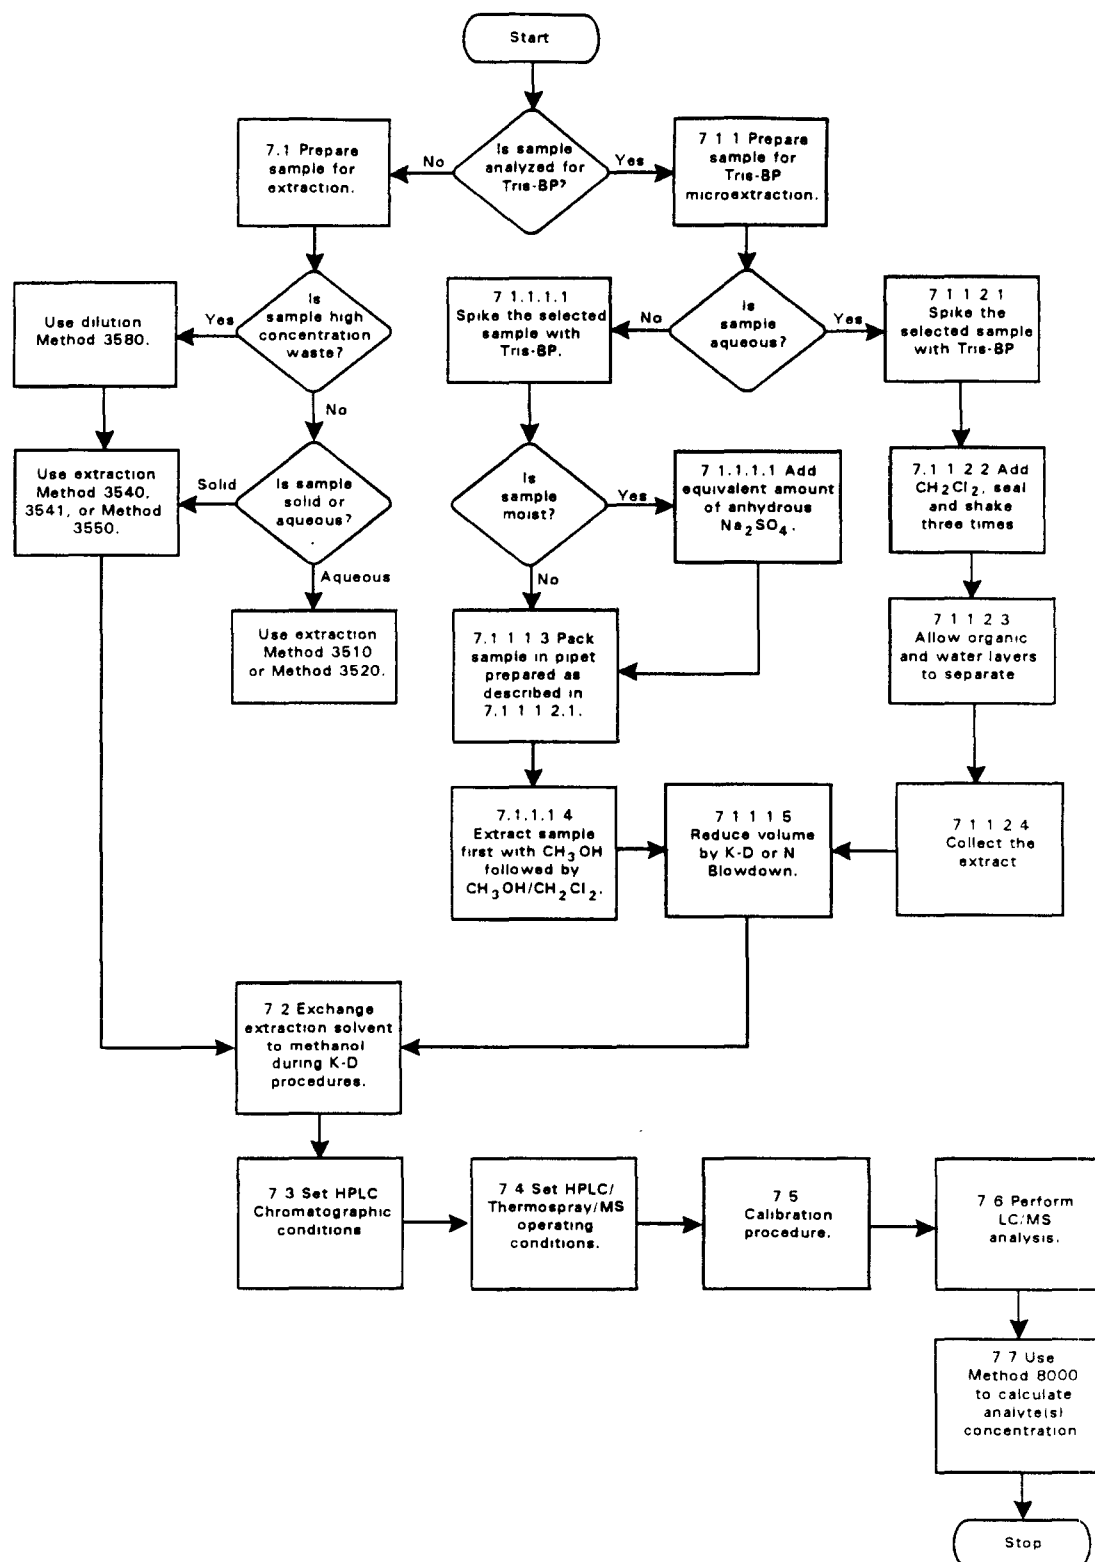 Start
Is
sample
analyzed for
Tris-BP?
No
Yes
7.1 Prepare
sample for
extraction.
7 1 1 Prepare
sample for
Tris-BP
microextraction.
Is
sample high
concentration
waste?
Yes
No
Use dilution
Method 3580.
7 1.1.1.1
Spike the selected
sample with
Tris-BP.
Is
sample
aqueous?
No
Yes
7 1 1 2 1
Spike the
selected sample
with Tris-BP
Use extraction
Method 3540,
3541, or Method
3550.
Solid
Is sample
solid or
aqueous?
Aqueous
Use extraction
Method 3510
or Method 3520.
Is
sample
moist?
Yes
No
7 1.1.1.1 Add
equivalent amount
of anhydrous
Na2SO4.
7.1 1 2 2 Add
CH2Cl2, seal
and shake
three times
7.1 1 1 3 Pack
sample in pipet
prepared as
described in
7.1 1 1 2.1.
7 1 1 2 3
Allow organic
and water layers
to separate
7.1.1.1 4
Extract sample
first with CH3OH
followed by
CH3OH/CH2Cl2.
7 1 1 1 5
Reduce volume
by K-D or N
Blowdown.
7 1 1 2 4
Collect the
extract
7 2 Exchange
extraction solvent
to methanol
during K-D
procedures.
7 3 Set HPLC
Chromatographic
conditions
7 4 Set HPLC/
Thermospray/MS
operating
conditions.
7 5
Calibration
procedure.
7 6 Perform
LC/MS
analysis.
7 7 Use
Method 8000
to calculate
analyte(s)
concentration
Stop